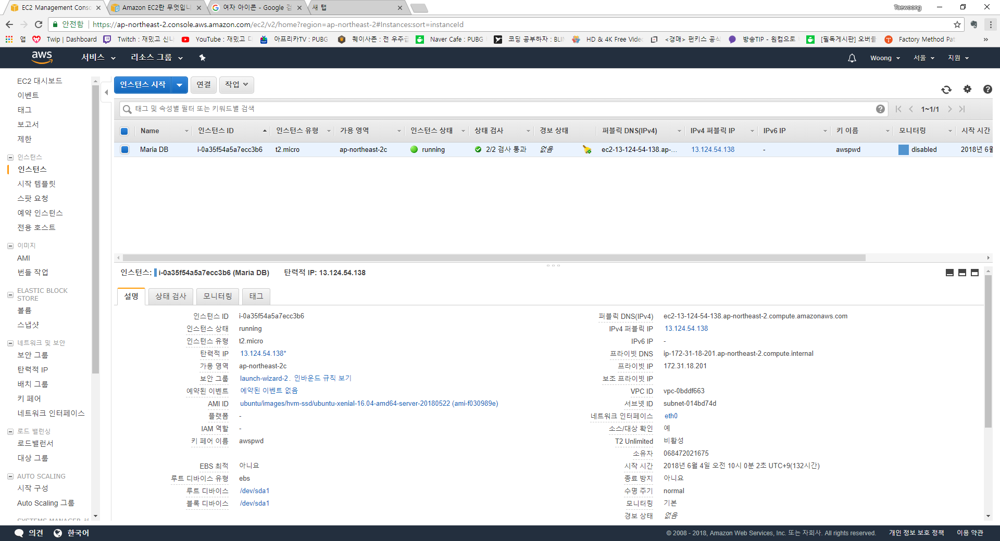 EC2 Management Conso
Amazon EC2란 무엇입니
여자 아이콘 - Google 검
새 탭
Taewoong
안전함
https://ap-northeast-2.console.aws.amazon.com/ec2/v2/home?region=ap-northeast-2#Instances:sort=instanceId
앱
Twip | Dashboard
Twitch : 재밌고 신나
YouTube : 재밌고
아프리카TV : PUBG
퀘이사존 : 전 우주급
Naver Cafe : PUBG
코딩 공부하자 : BLIN
HD & 4K Free Vide
<경매> 펀키스 공식
방송TIP - 원컴으로
[필독게시판] 오버클
Factory Method Pat
»
aws
서비스
리소스 그룹
Woong
서울
지원
EC2 대시보드
이벤트
태그
보고서
제한
인스턴스
인스턴스
시작 템플릿
스팟 요청
예약 인스턴스
전용 호스트
이미지
AMI
번들 작업
ELASTIC BLOCK
STORE
볼륨
스냅샷
네트워크 및 보안
보안 그룹
탄력적 IP
배치 그룹
키 페어
네트워크 인터페이스
로드 밸런싱
로드밸런서
대상 그룹
AUTO SCALING
시작 구성
Auto Scaling 그룹
SYSTEMS MANAGER 서
인스턴스 시작
연결
작업
태그 및 속성별 필터 또는 키워드별 검색
1~1/1
Name 인스턴스 ID 인스턴스 유형 가용 영역 인스턴스 상태 상태 검사 경보 상태 퍼블릭 DNS(IPv4) IPv4 퍼블릭 IP IPv6 IP 키 이름 모니터링 시작 시간
Maria DB i-0a35f54a5a7ecc3b6 t2.micro ap-northeast-2c running 2/2 검사 통과 없음 ec2-13-124-54-138.ap-... 13.124.54.138 - awspwd disabled 2018년 6월
인스턴스: i-0a35f54a5a7ecc3b6 (Maria DB) 탄력적 IP: 13.124.54.138
설명 상태 검사 모니터링 태그
인스턴스 ID i-0a35f54a5a7ecc3b6
인스턴스 상태 running
인스턴스 유형 t2.micro
탄력적 IP 13.124.54.138*
가용 영역 ap-northeast-2c
보안 그룹 launch-wizard-2. 인바운드 규칙 보기
예약된 이벤트 예약된 이벤트 없음
AMI ID ubuntu/images/hvm-ssd/ubuntu-xenial-16.04-amd64-server-20180522 (ami-f030989e)
플랫폼 -
IAM 역할 -
키 페어 이름 awspwd
EBS 최적 아니요
루트 디바이스 유형 ebs
루트 디바이스 /dev/sda1
블록 디바이스 /dev/sda1
퍼블릭 DNS(IPv4) ec2-13-124-54-138.ap-northeast-2.compute.amazonaws.com
IPv4 퍼블릭 IP 13.124.54.138
IPv6 IP -
프라이빗 DNS ip-172-31-18-201.ap-northeast-2.compute.internal
프라이빗 IP 172.31.18.201
보조 프라이빗 IP
VPC ID vpc-0bddf663
서브넷 ID subnet-014bd74d
네트워크 인터페이스 eth0
소스/대상 확인 예
T2 Unlimited 비활성
소유자 068472021675
시작 시간 2018년 6월 4일 오전 10시 0분 2초 UTC+9(132시간)
종료 방지 아니요
수명 주기 normal
모니터링 기본
경보 상태 없음
의견
한국어
© 2008 - 2018, Amazon Web Services, Inc. 또는 자회사. All rights reserved.
개인 정보 보호 정책
이용 약관